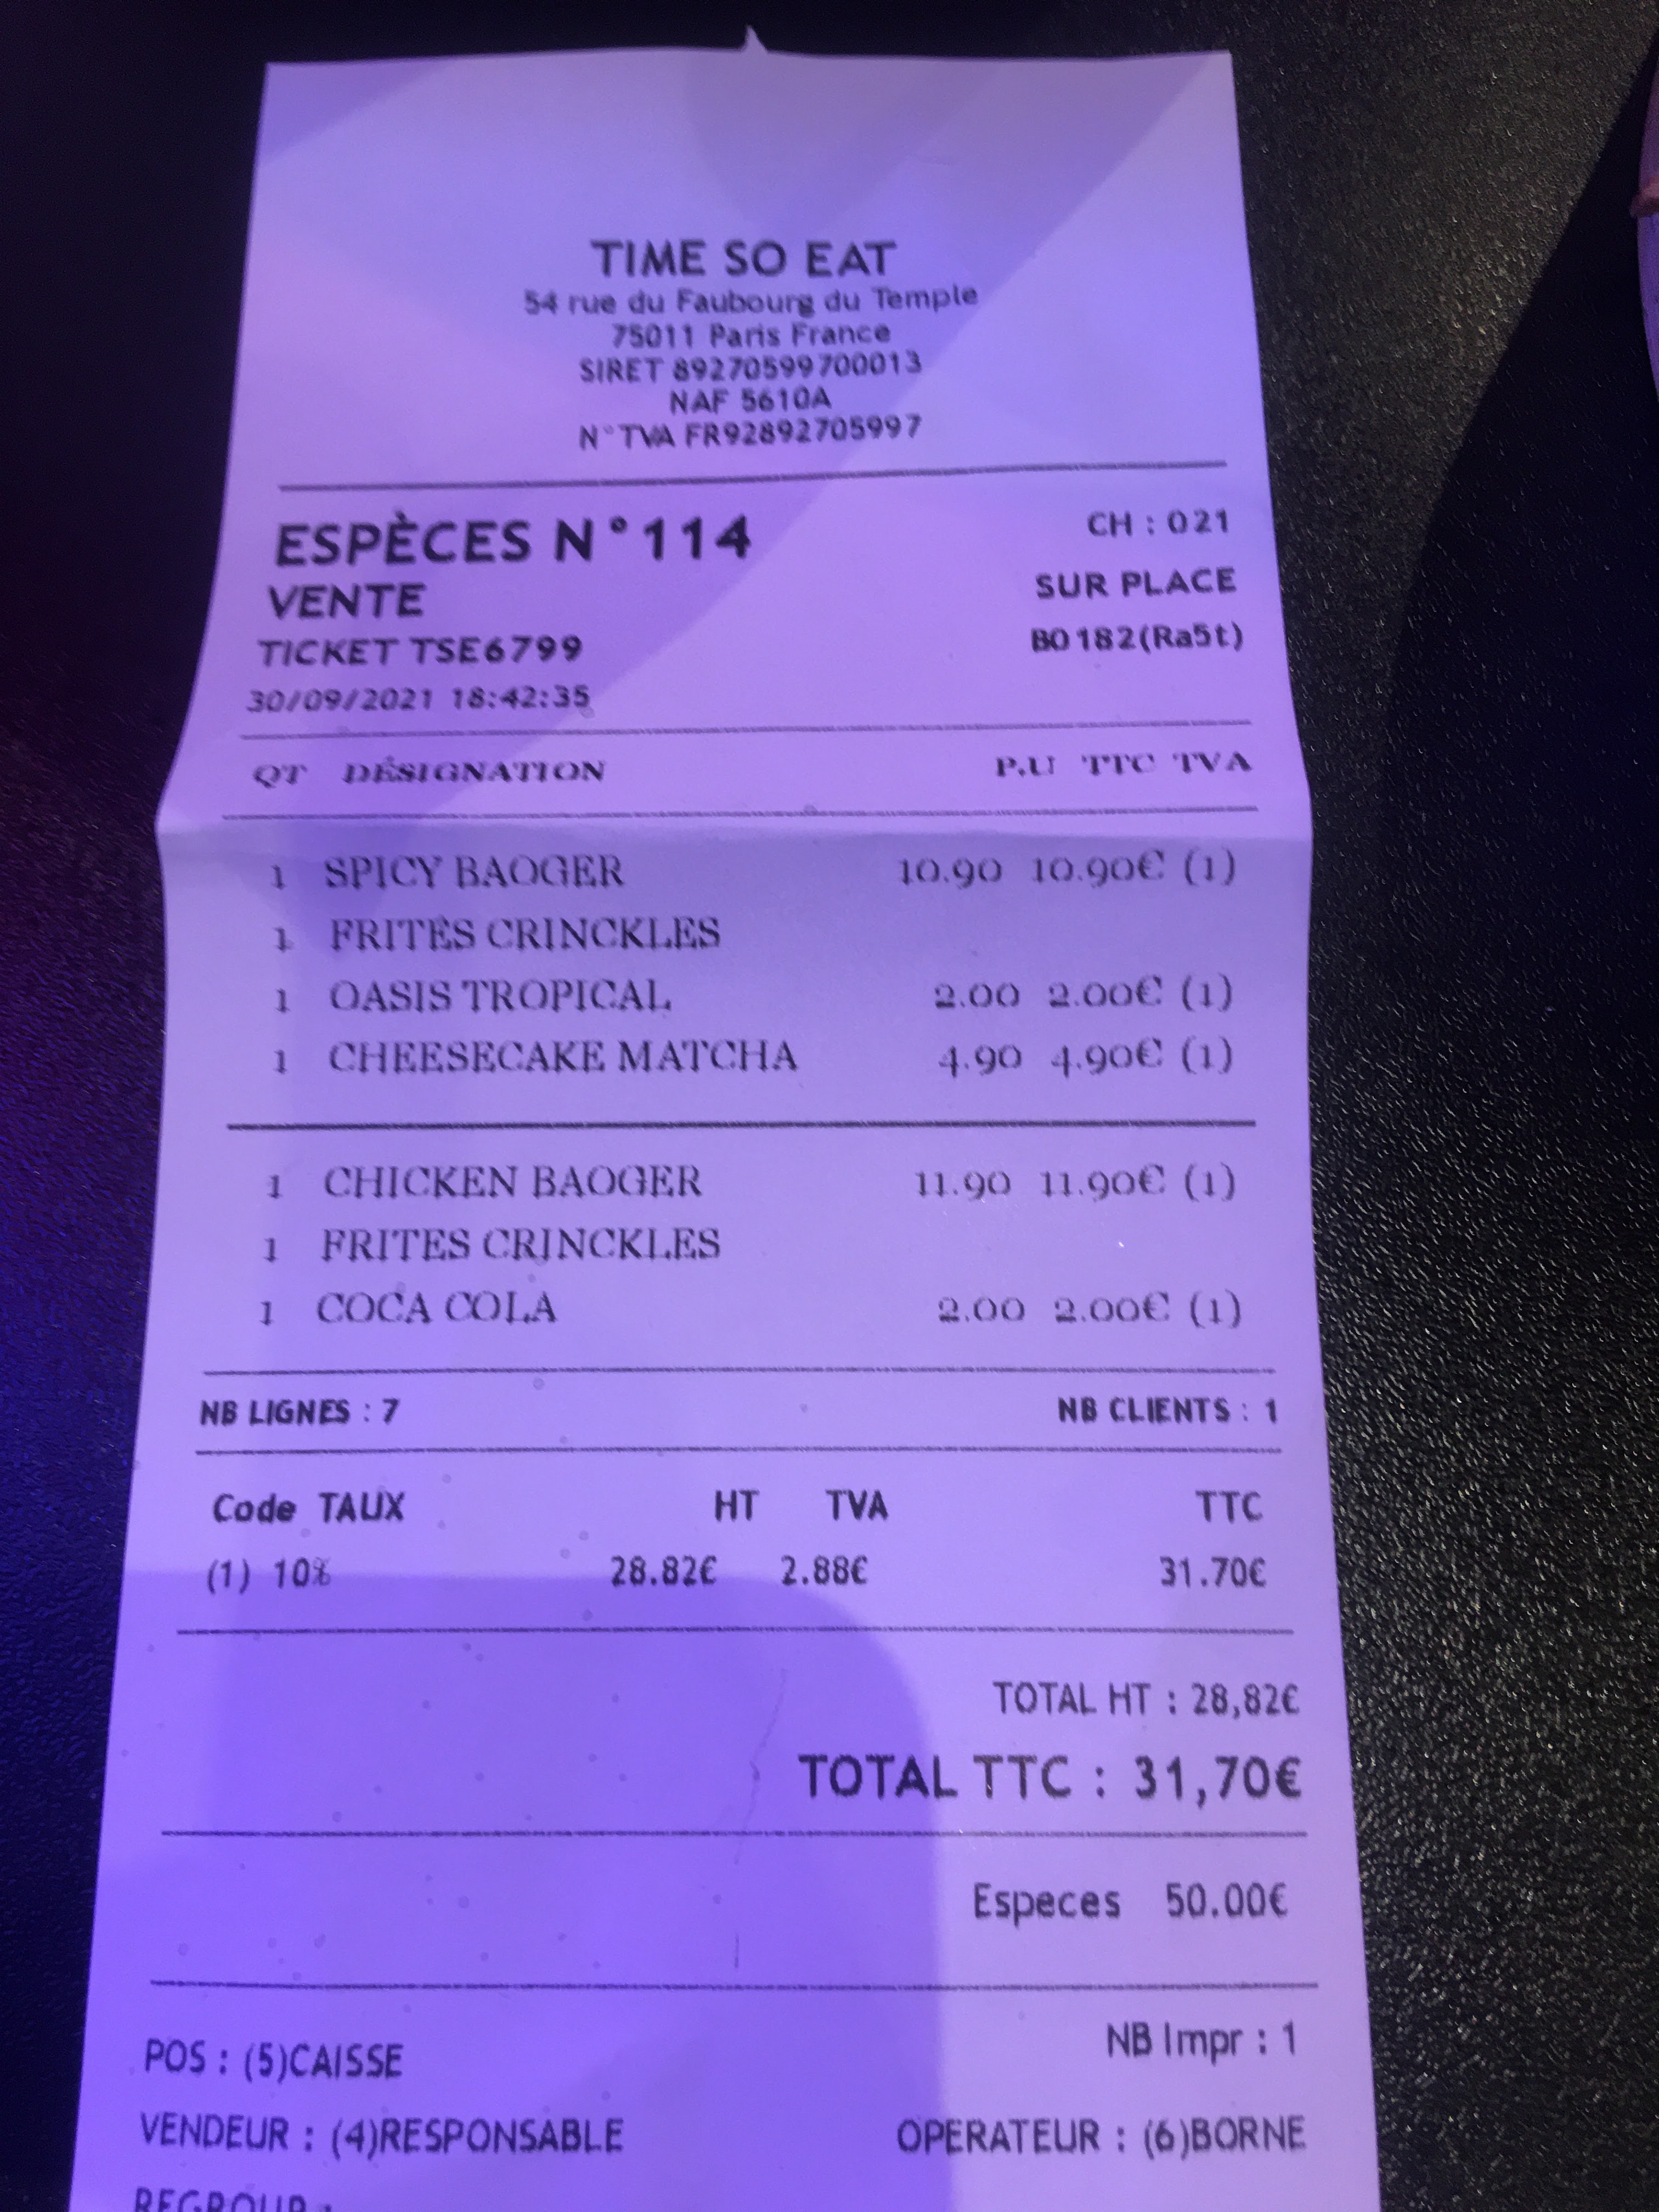 TIME SO EAT
54 rue du Faubourg du Temple
75011 Paris France
SIRET 89270599700013
NAF 5610A
N°TVA FR92892705997
ESPÈCES N°114 CH : 021
VENTE SUR PLACE
TICKET TSE6799 BO182(Ra5t)
30/09/2021 18:42:35
QT DÉSIGNATION P.U TTC TVA
1 SPICY BAOGER 10.90 10.90€ (1)
1 FRITES CRINCKLES
1 OASIS TROPICAL 2.00 2.00€ (1)
1 CHEESECAKE MATCHA 4.90 4.90€ (1)
1 CHICKEN BAOGER 11.90 11.90€ (1)
1 FRITES CRINCKLES
1 COCA COLA 2.00 2.00€ (1)
NB LIGNES : 7 NB CLIENTS : 1
Code TAUX HT TVA TTC
(1) 10% 28.82€ 2.88€ 31.70€
TOTAL HT : 28,82€
TOTAL TTC : 31,70€
Especes 50.00€
NB Impr : 1
POS : (5)CAISSE
VENDEUR : (4)RESPONSABLE OPERATEUR : (6)BORNE
REGROUP :